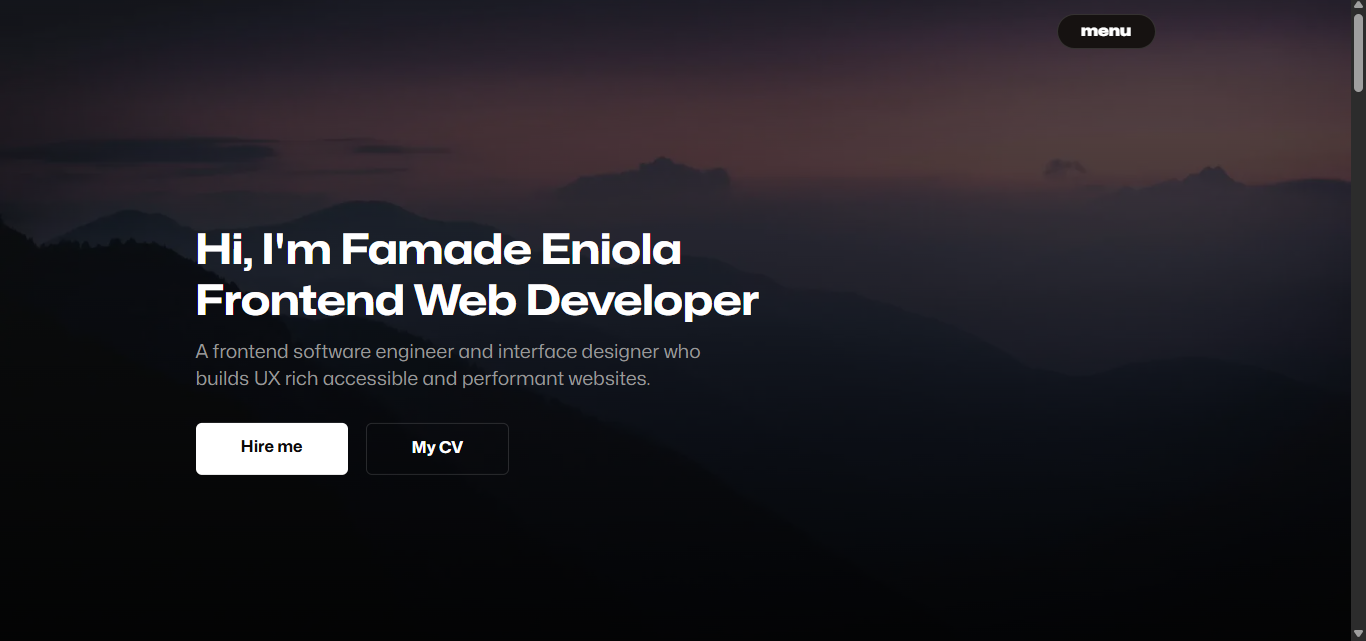 menu
Hi, I'm Famade Eniola
Frontend Web Developer
A frontend software engineer and interface designer who
builds UX rich accessible and performant websites.
Hire me
My CV